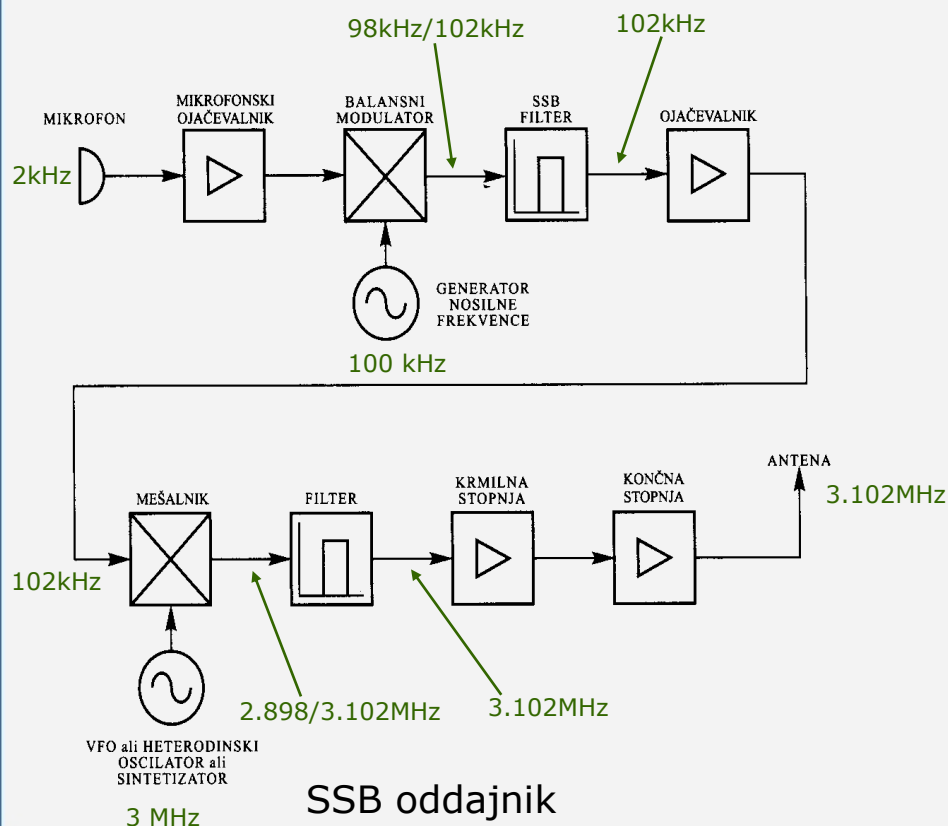 98kHz/102kHz
102kHz
MIKROFON
MIKROFONSKI
OJAČEVALNIK
BALANSNI
MODULATOR
SSB
FILTER
OJAČEVALNIK
2kHz
GENERATOR
NOSILNE
FREKVENCE
100 kHz
MEŠALNIK
FILTER
KRMILNA
STOPNJA
KONČNA
STOPNJA
ANTENA
3.102MHz
102kHz
2.898/3.102MHz
3.102MHz
VFO ali HETERODINSKI
OSCILATOR ali
SINTETIZATOR
3 MHz
SSB oddajnik